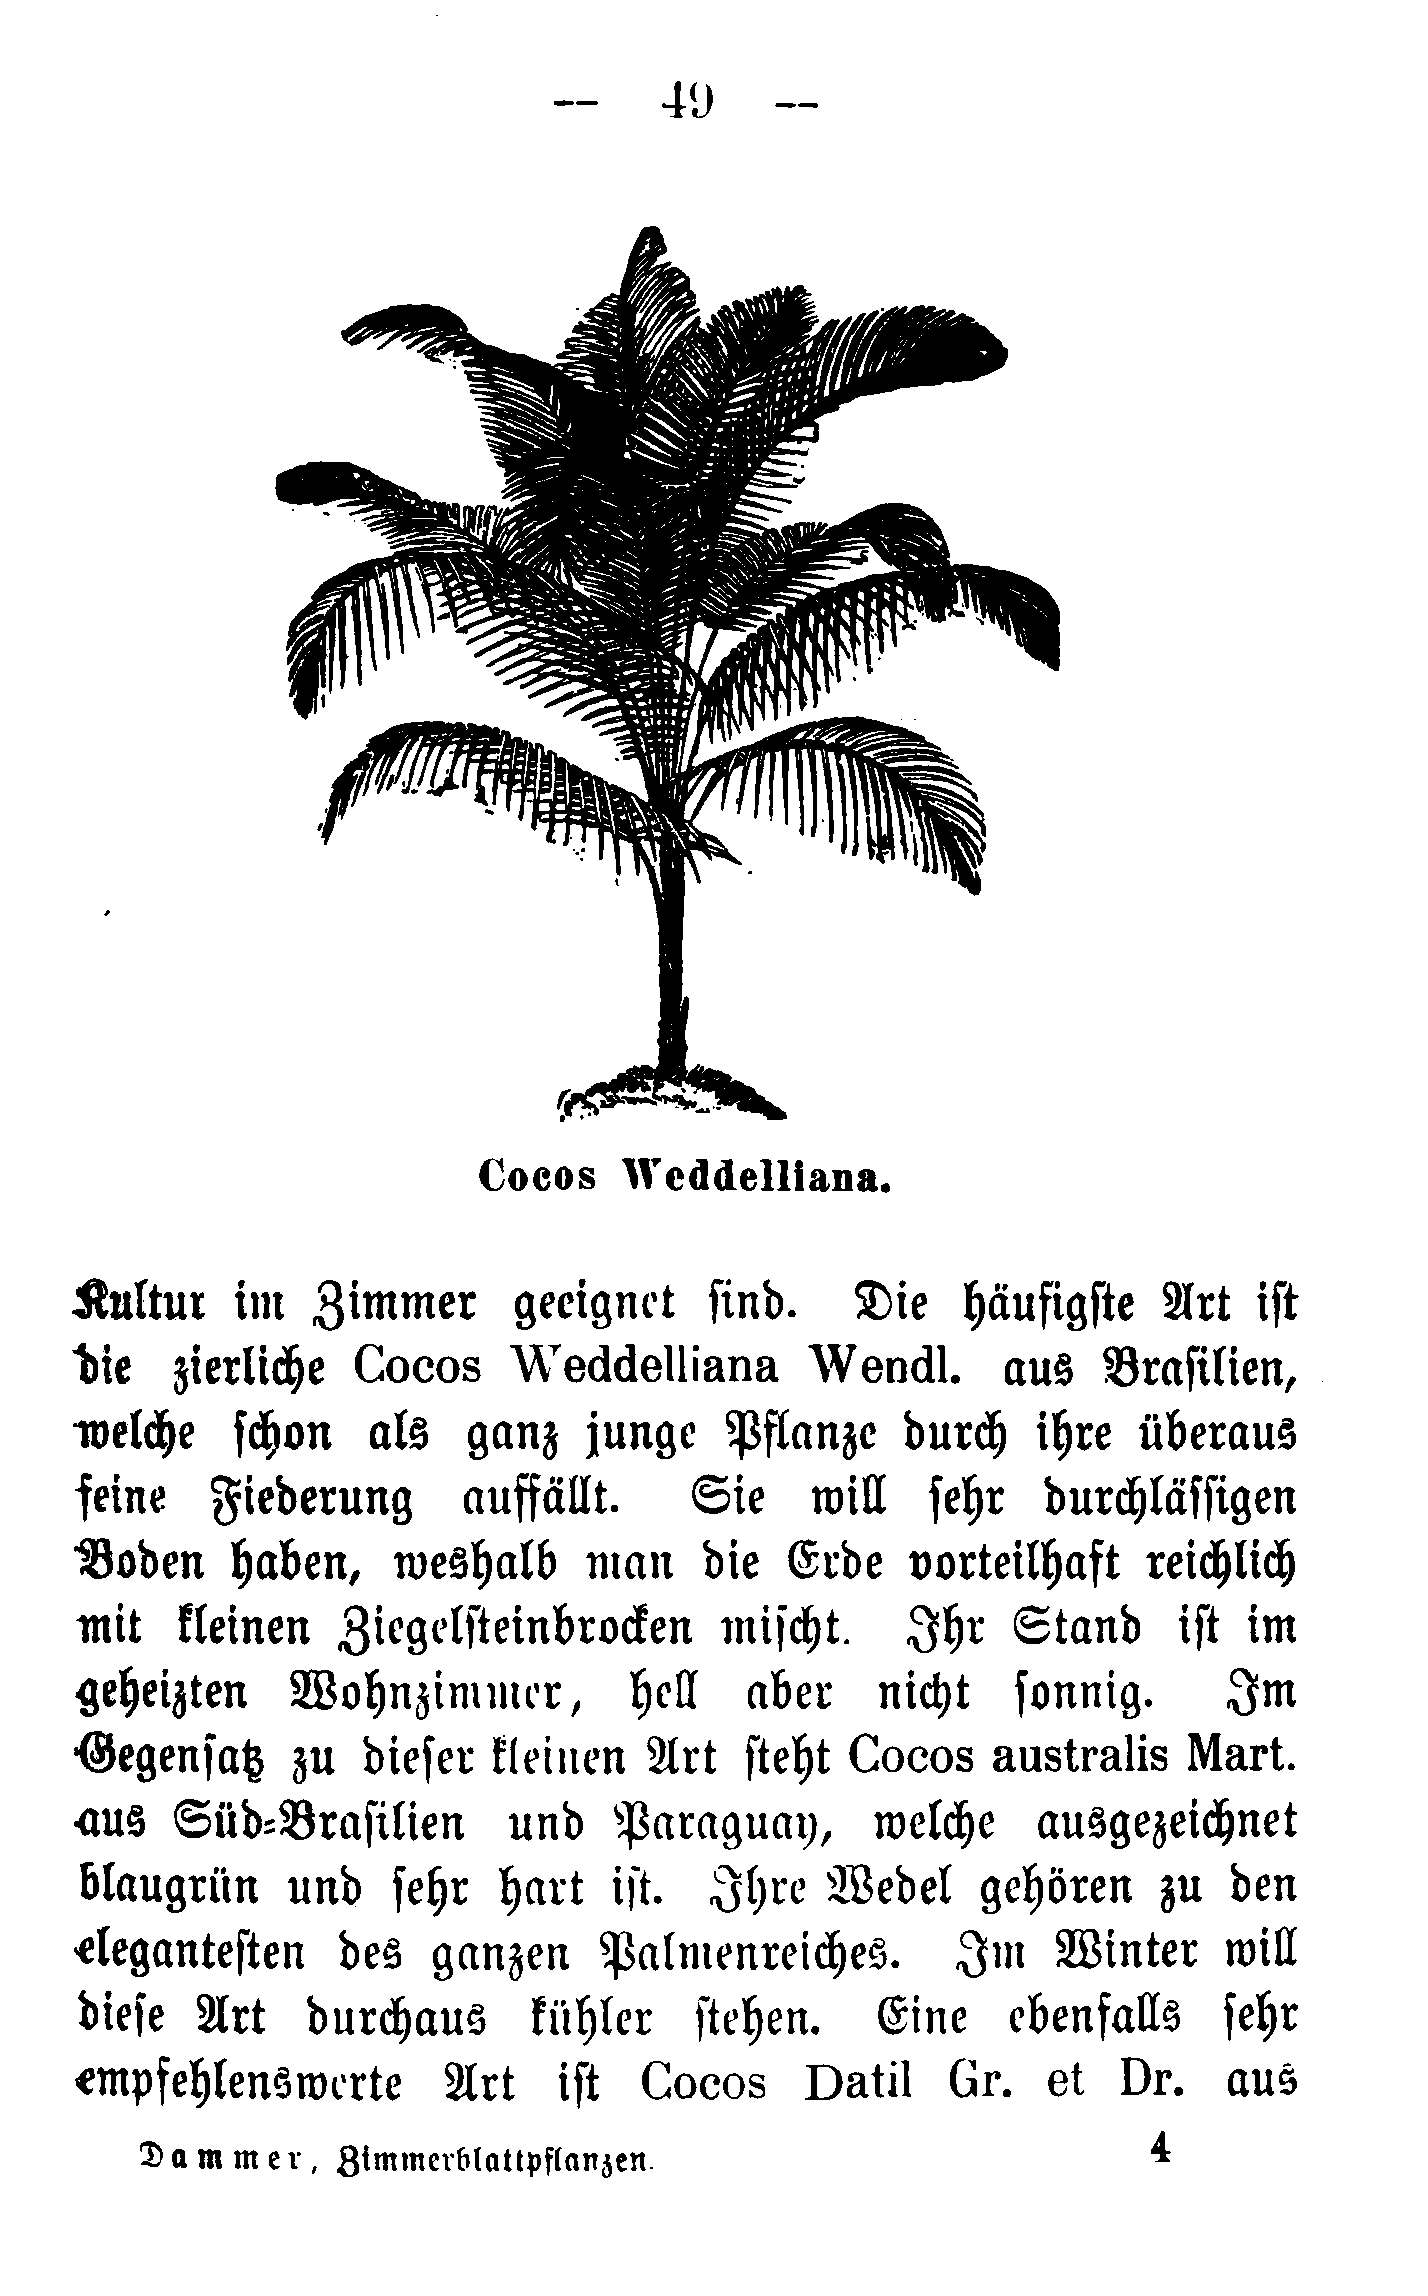 — 49 —
Cocos Weddelliana.
Kultur im Zimmer geeignet ſind. Die häufigſte Art iſt
die zierliche Cocos Weddelliana Wendl. aus Braſilien,
welche ſchon als ganz junge Pflanze durch ihre überaus
feine Fiederung auffällt. Sie will ſehr durchläſſigen
Boden haben, weshalb man die Erde vorteilhaft reichlich
mit kleinen Ziegelſteinbrocken miſcht. Ihr Stand iſt im
geheizten Wohnzimmer, hell aber nicht ſonnig. Im
Gegenſatz zu dieſer kleinen Art ſteht Cocos australis Mart.
aus Süd-Braſilien und Paraguay, welche ausgezeichnet
blaugrün und ſehr hart iſt. Ihre Wedel gehören zu den
eleganteſten des ganzen Palmenreiches. Im Winter will
dieſe Art durchaus kühler ſtehen. Eine ebenfalls ſehr
empfehlenswerte Art iſt Cocos Datil Gr. et Dr. aus
Dammer, Zimmerblattpflanzen. 4